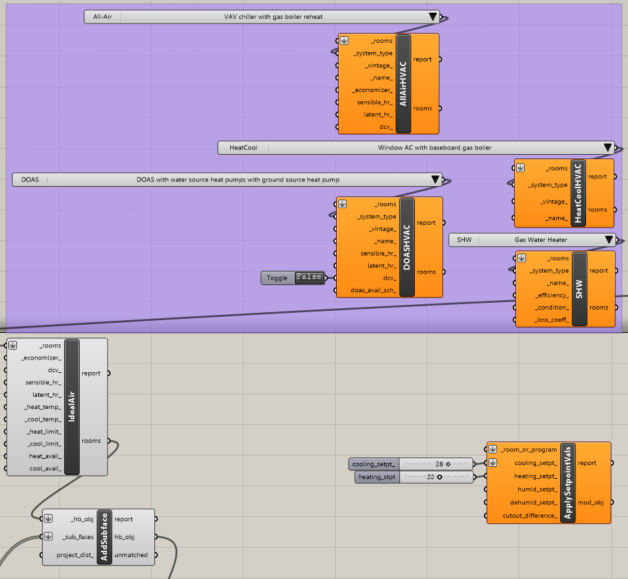 All-Air VAV chiller with gas boiler reheat
_rooms
_system_type
_vintage_
_name_
_economizer_
sensible_hr_
latent_hr_
dcv_
AllAirHVAC
report
rooms
HeatCool Window AC with baseboard gas boiler
_rooms
_system_type
_vintage_
_name_
HeatCoolHVAC
report
rooms
DOAS DOAS with water source heat pumps with ground source heat pump
_rooms
_system_type
_vintage_
_name_
sensible_hr_
latent_hr_
dcv_
doas_avail_sch_
DOASHVAC
report
rooms
Toggle False
SHW Gas Water Heater
_rooms
_system_type
_name_
_efficiency_
_condition_
_loss_coeff_
SHW
report
rooms
_rooms
_economizer_
dcv_
sensible_hr_
latent_hr_
_heat_temp_
_cool_temp_
_heat_limit_
_cool_limit_
heat_avail_
cool_avail_
IdealAir
report
rooms
cooling_setpt_ 28
heating_stpt 22
_room_or_program
cooling_setpt_
heating_setpt_
humid_setpt_
dehumid_setpt_
cutout_difference_
ApplySetpointVals
report
mod_obj
_hb_obj
_sub_faces
project_dist_
AddSubface
report
hb_obj
unmatched